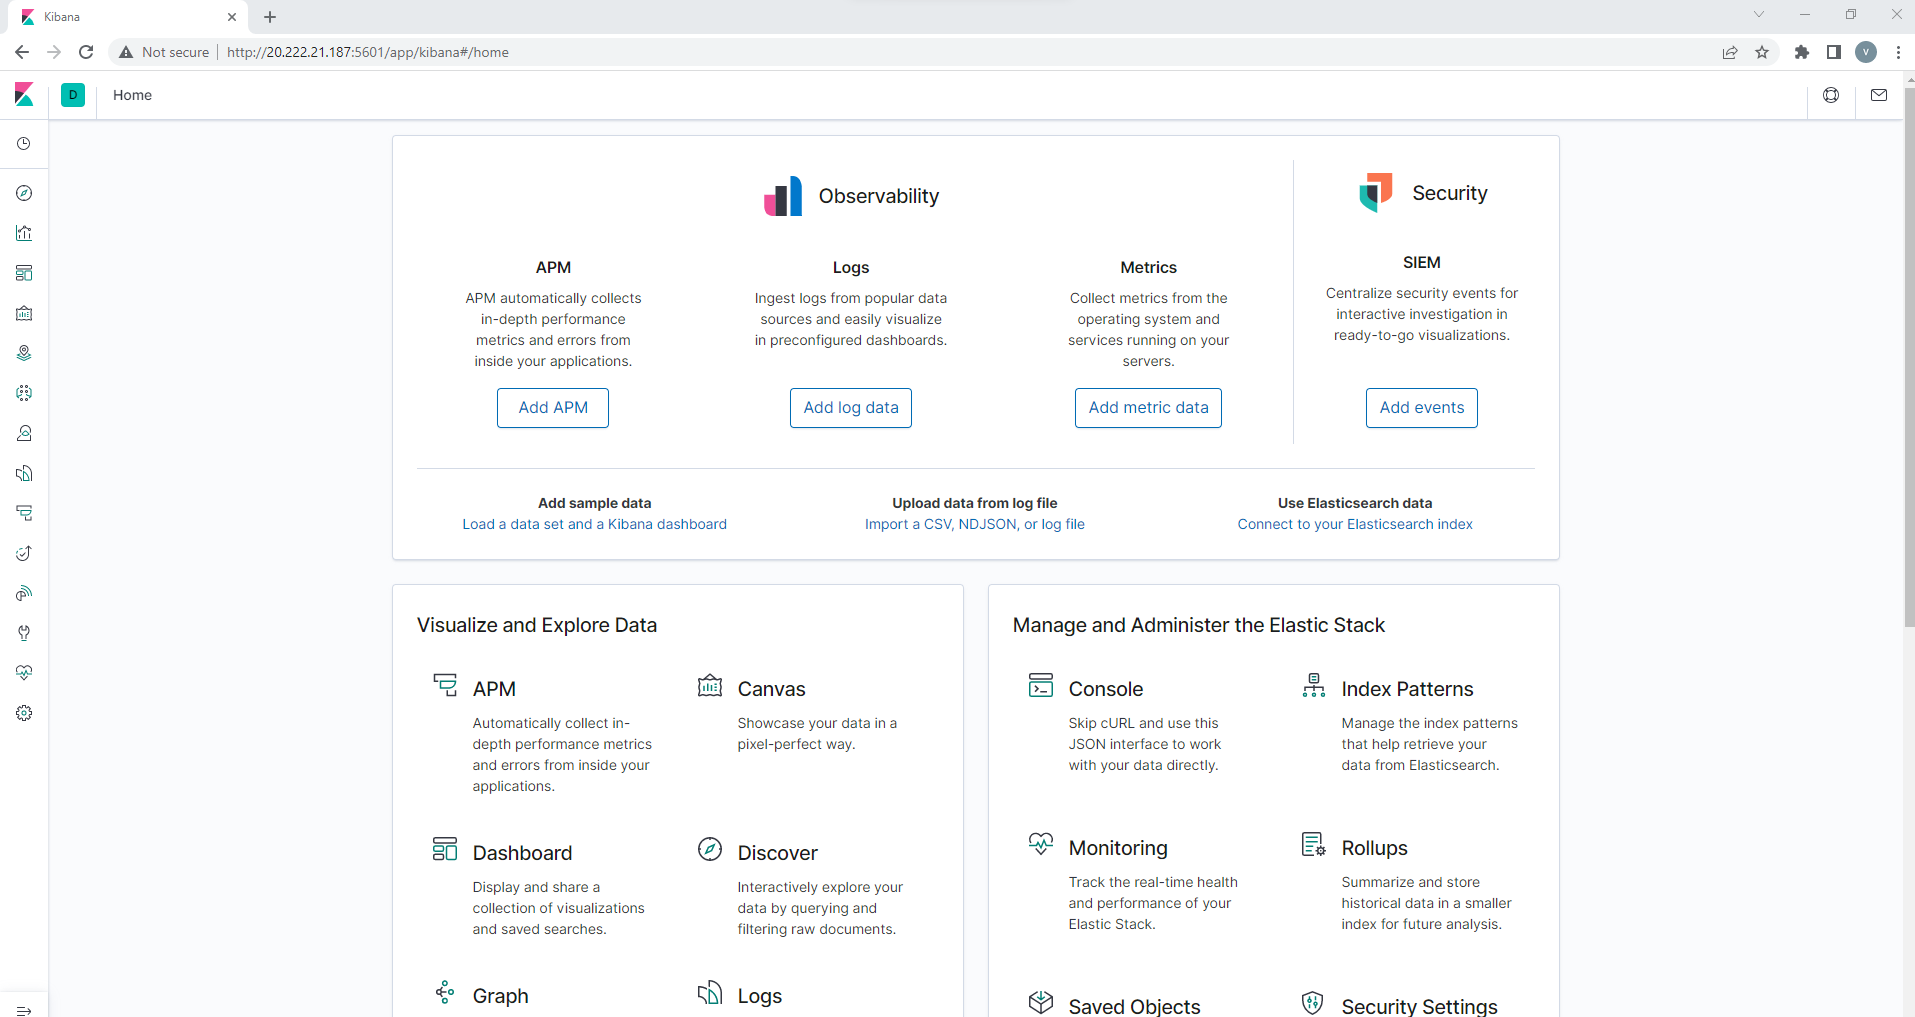 Kibana
Not secure
http://20.222.21.187:5601/app/kibana#/home
V
D
Home
Observability
Security
APM
APM automatically collects
in-depth performance
metrics and errors from
inside your applications.
Add APM
Logs
Ingest logs from popular data
sources and easily visualize
in preconfigured dashboards.
Add log data
Metrics
Collect metrics from the
operating system and
services running on your
servers.
Add metric data
SIEM
Centralize security events for
interactive investigation in
ready-to-go visualizations.
Add events
Add sample data
Load a data set and a Kibana dashboard
Upload data from log file
Import a CSV, NDJSON, or log file
Use Elasticsearch data
Connect to your Elasticsearch index
Visualize and Explore Data
APM
Automatically collect in-
depth performance metrics
and errors from inside your
applications.
Canvas
Showcase your data in a
pixel-perfect way.
Dashboard
Display and share a
collection of visualizations
and saved searches.
Discover
Interactively explore your
data by querying and
filtering raw documents.
Graph
Logs
Manage and Administer the Elastic Stack
Console
Skip cURL and use this
JSON interface to work
with your data directly.
Index Patterns
Manage the index patterns
that help retrieve your
data from Elasticsearch.
Monitoring
Track the real-time health
and performance of your
Elastic Stack.
Rollups
Summarize and store
historical data in a smaller
index for future analysis.
Saved Objects
Security Settings